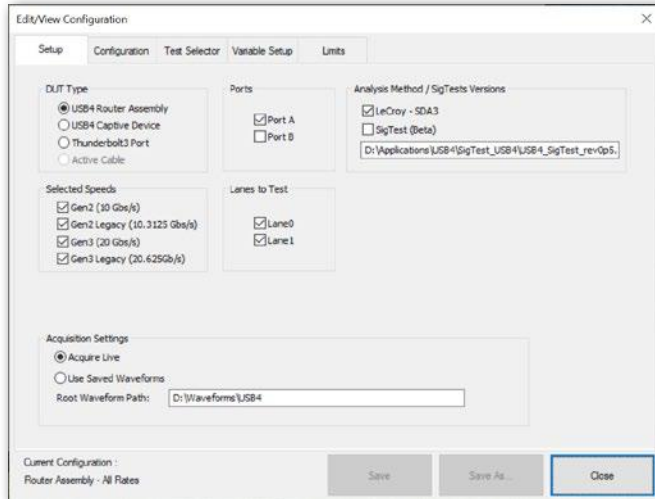 Edit/View Configuration
Setup
Configuration
Test Selector
Variable Setup
Limits
DUT Type
USB4 Router Assembly
USB4 Captive Device
Thunderbolt3 Port
Active Cable
Ports
Port A
Port B
Analysis Method / SigTests Versions
LeCroy - SDA3
SigTest (Beta)
D:\Applications\USB4\SigTest_USB4\USB4_SigTest_rev0p5.
Selected Speeds
Gen2 (10 Gbs/s)
Gen2 Legacy (10.3125 Gbs/s)
Gen3 (20 Gbs/s)
Gen3 Legacy (20.625Gb/s)
Lanes to Test
Lane0
Lane1
Acquisition Settings
Acquire Live
Use Saved Waveforms
Root Waveform Path: D:\Waveforms\USB4
Current Configuration :
Router Assembly - All Rates
Save
Save As...
Close